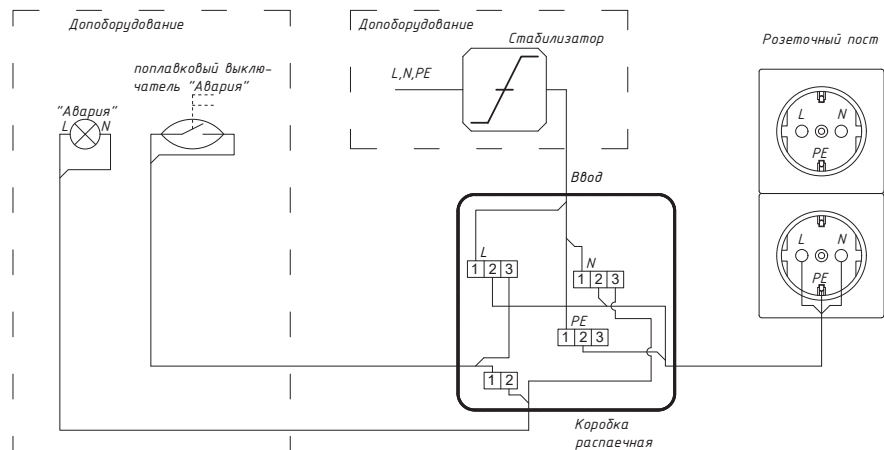 Допоборудование
Допоборудование
Стабилизатор
Розеточный пост
поплавковый выклю-
чатель "Авария"
L,N,PE
"Авария"
L N
L N
PE
Ввод
L
1 2 3
N
1 2 3
L N
PE
PE
1 2 3
1 2
Коробка
распаечная